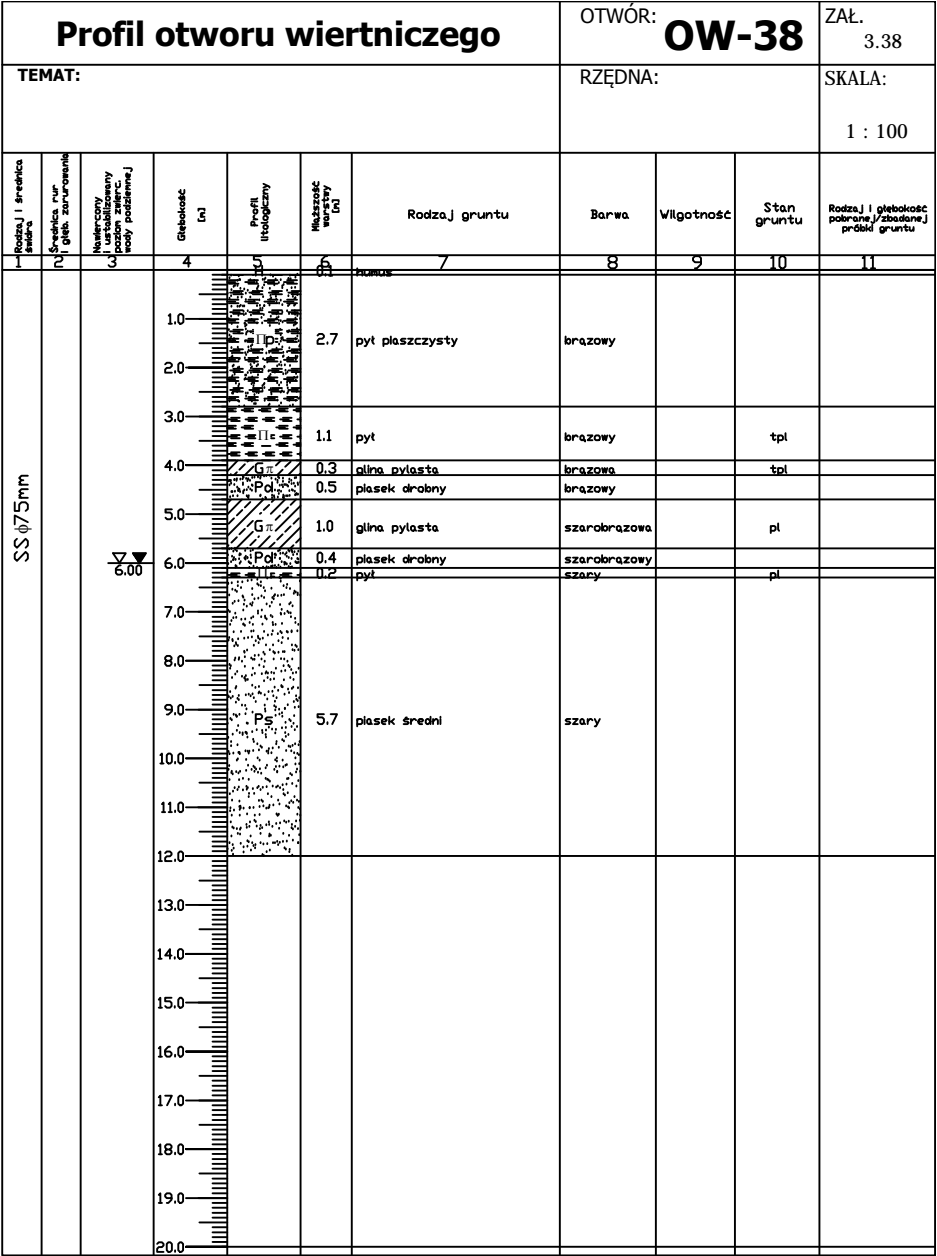 Profil otworu wiertniczego
OTWÓR: OW-38
ZAŁ.
3.38
TEMAT:
RZĘDNA:
SKALA:
1 : 100
Rodzaj i średnica
świdra
Średnica rur
i głęb. zarurowania
Nawiercony
i ustabilizowany
poziom zwierc.
wody podziemnej
Głębokość
[m]
Profil
litologiczny
Miąższość
warstwy
[m]
Rodzaj gruntu
Barwa
Wilgotność
Stan
gruntu
Rodzaj i głębokość
pobranej/zbadanej
próbki gruntu
1 2 3 4 5 6 7 8 9 10 11
H 0.1 humus
1.0
Πp 2.7 pył piaszczysty brązowy
2.0
3.0
Π 1.1 pył brązowy tpl
4.0
Gπ 0.3 glina pylasta brązowa tpl
Pd 0.5 piasek drobny brązowy
5.0
Gπ 1.0 glina pylasta szarobrązowa pl
SSϕ75mm
Pd 0.4 piasek drobny szarobrązowy
6.00
6.0
Π 0.2 pył szary pl
7.0
8.0
9.0
Ps 5.7 piasek średni szary
10.0
11.0
12.0
13.0
14.0
15.0
16.0
17.0
18.0
19.0
20.0